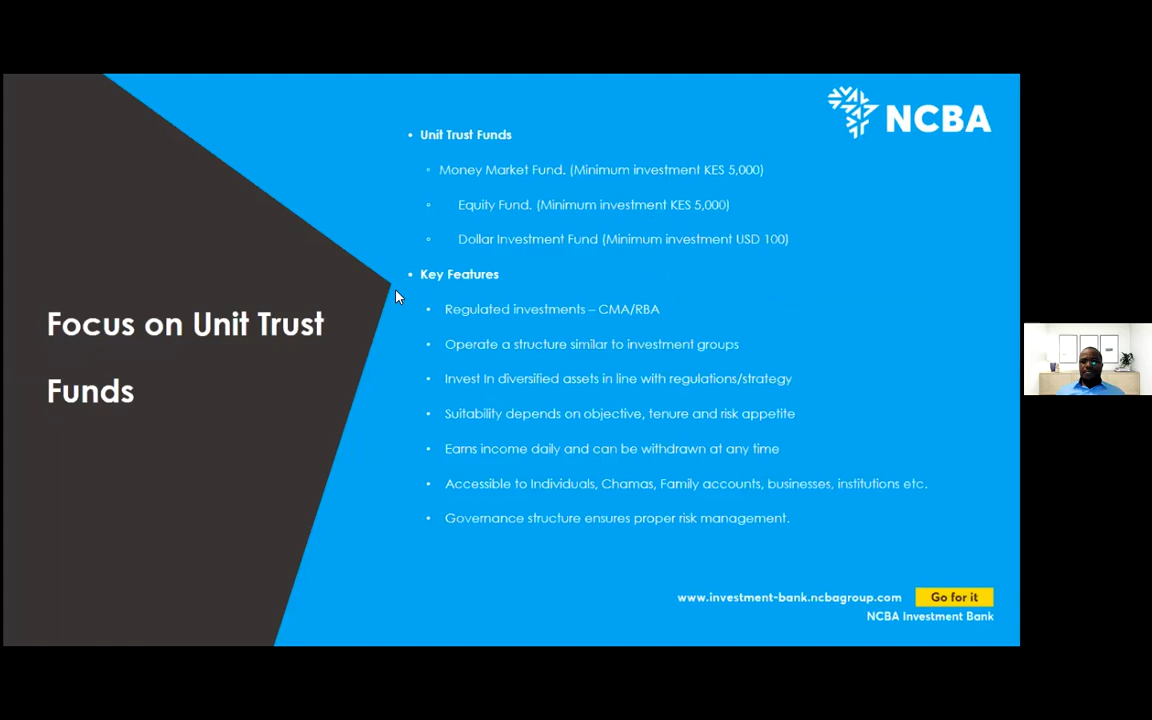 NCBA
Focus on Unit Trust
Funds
• Unit Trust Funds
◦ Money Market Fund. (Minimum investment KES 5,000)
◦ Equity Fund. (Minimum investment KES 5,000)
◦ Dollar Investment Fund (Minimum investment USD 100)
• Key Features
• Regulated investments – CMA/RBA
• Operate a structure similar to investment groups
• Invest In diversified assets in line with regulations/strategy
• Suitability depends on objective, tenure and risk appetite
• Earns income daily and can be withdrawn at any time
• Accessible to Individuals, Chamas, Family accounts, businesses, institutions etc.
• Governance structure ensures proper risk management.
www.investment-bank.ncbagroup.com Go for it
NCBA Investment Bank